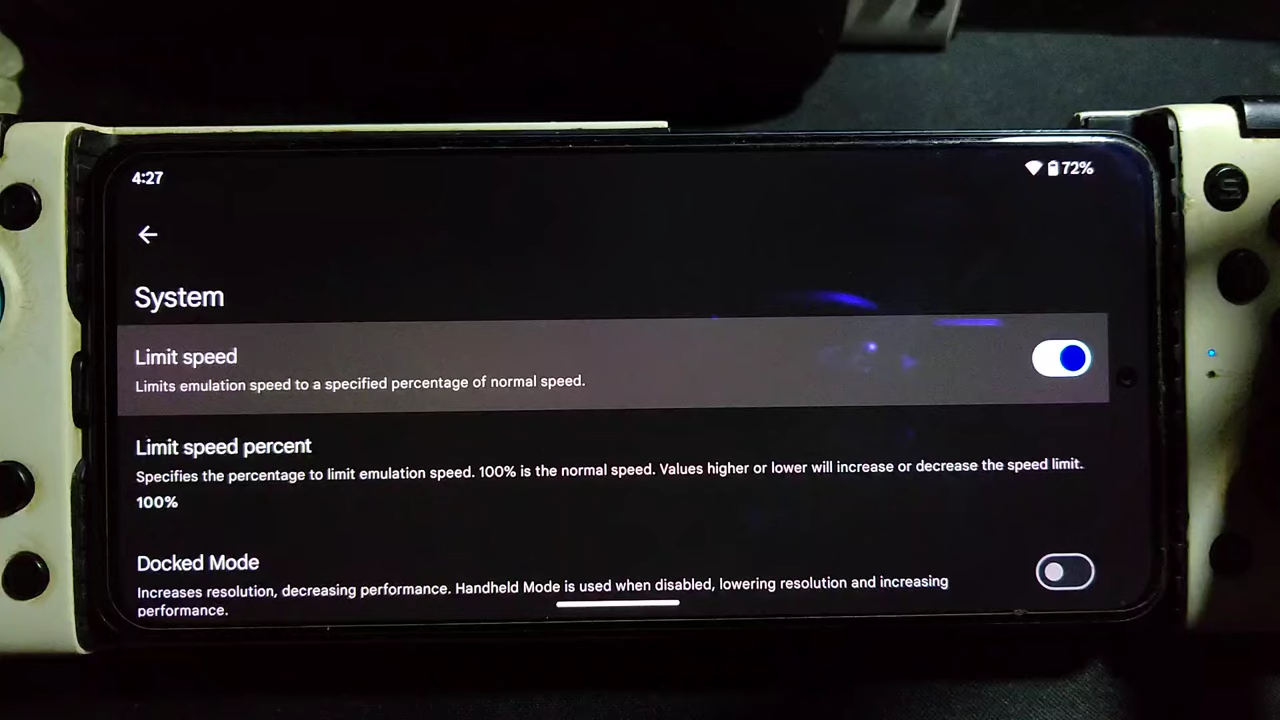 4:27
72%
System
Limit speed
Limits emulation speed to a specified percentage of normal speed.
Limit speed percent
Specifies the percentage to limit emulation speed. 100% is the normal speed. Values higher or lower will increase or decrease the speed limit.
100%
Docked Mode
Increases resolution, decreasing performance. Handheld Mode is used when disabled, lowering resolution and increasing
performance.
S